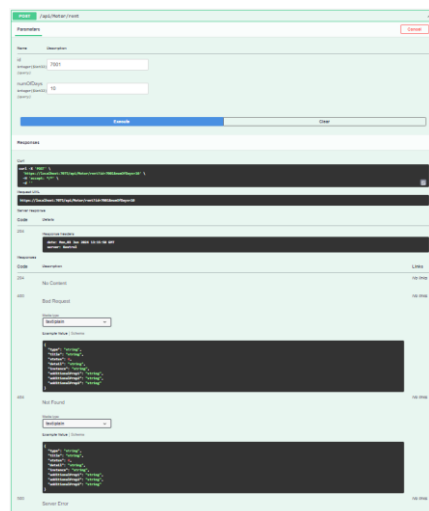 POST /api/Motor/rent
Parameters
Cancel
Name Description
id
integer($int32)
(query)
7001
numOfDays
integer($int32)
(query)
10
Execute
Clear
Responses
Curl
curl -X 'POST' \
-H 'accept: */*' \
-d ''
Request URL
Server response
Code Details
204
Response headers
server: Kestrel
Responses
Code Description Links
204
No Content
No links
400
Bad Request
No links
Media type
text/plain
Example Value | Schema
{
"type": "string",
"title": "string",
"status": 0,
"detail": "string",
"instance": "string",
"additionalProp1": "string",
"additionalProp2": "string",
"additionalProp3": "string"
}
Not Found
No links
Media type
text/plain
Example Value | Schema
{
"type": "string",
"title": "string",
"status": 0,
"detail": "string",
"instance": "string",
"additionalProp1": "string",
"additionalProp2": "string",
"additionalProp3": "string"
}
500
Server Error
No links